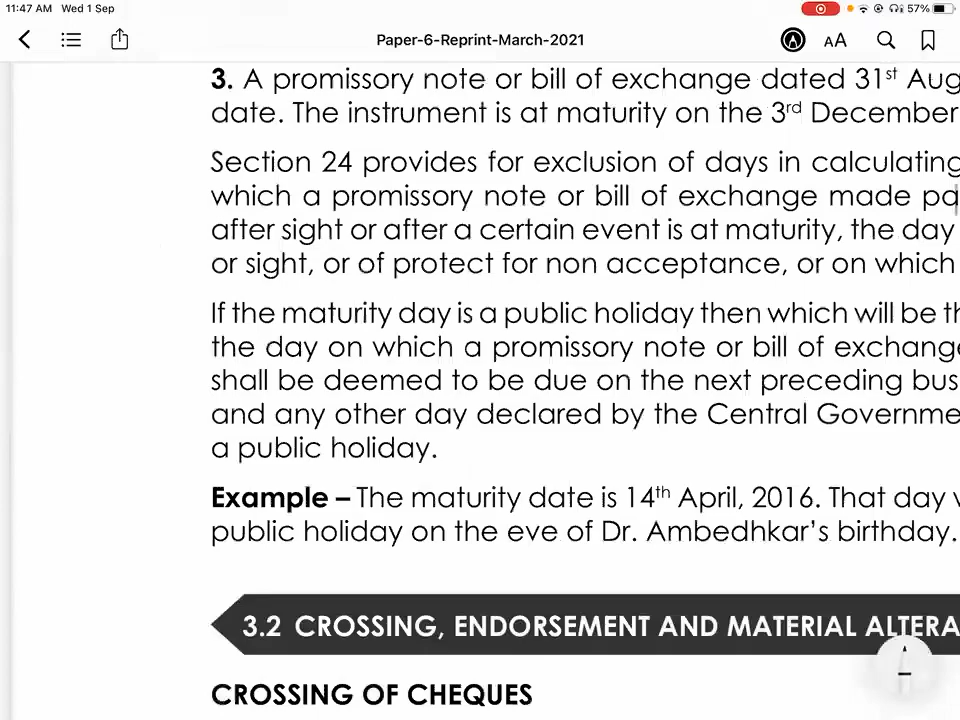 11:47 AM Wed 1 Sep 57%
Paper-6-Reprint-March-2021 AA
3. A promissory note or bill of exchange dated 31st Aug
date. The instrument is at maturity on the 3rd December
Section 24 provides for exclusion of days in calculating
which a promissory note or bill of exchange made pa
after sight or after a certain event is at maturity, the day
or sight, or of protect for non acceptance, or on which
If the maturity day is a public holiday then which will be th
the day on which a promissory note or bill of exchange
shall be deemed to be due on the next preceding bus
and any other day declared by the Central Governme
a public holiday.
Example – The maturity date is 14th April, 2016. That day
public holiday on the eve of Dr. Ambedhkar's birthday.
3.2 CROSSING, ENDORSEMENT AND MATERIAL ALTERA
CROSSING OF CHEQUES